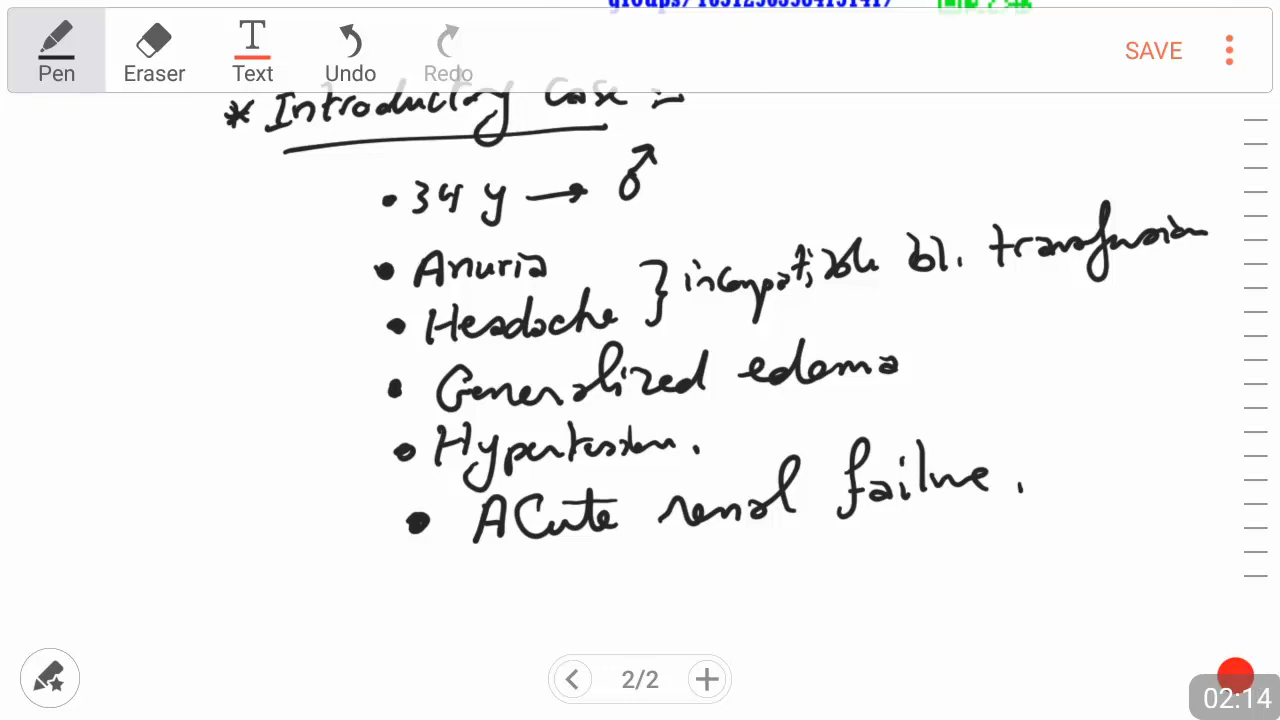 Pen
Eraser
Text
Undo
Redo
SAVE
* Introductory Case :-
• 34 y → ♂
• Anuria
• Headache } incompatible bl. transfusion
• Generalized edema
• Hypertension.
• Acute renal failure.
2/2
02:14